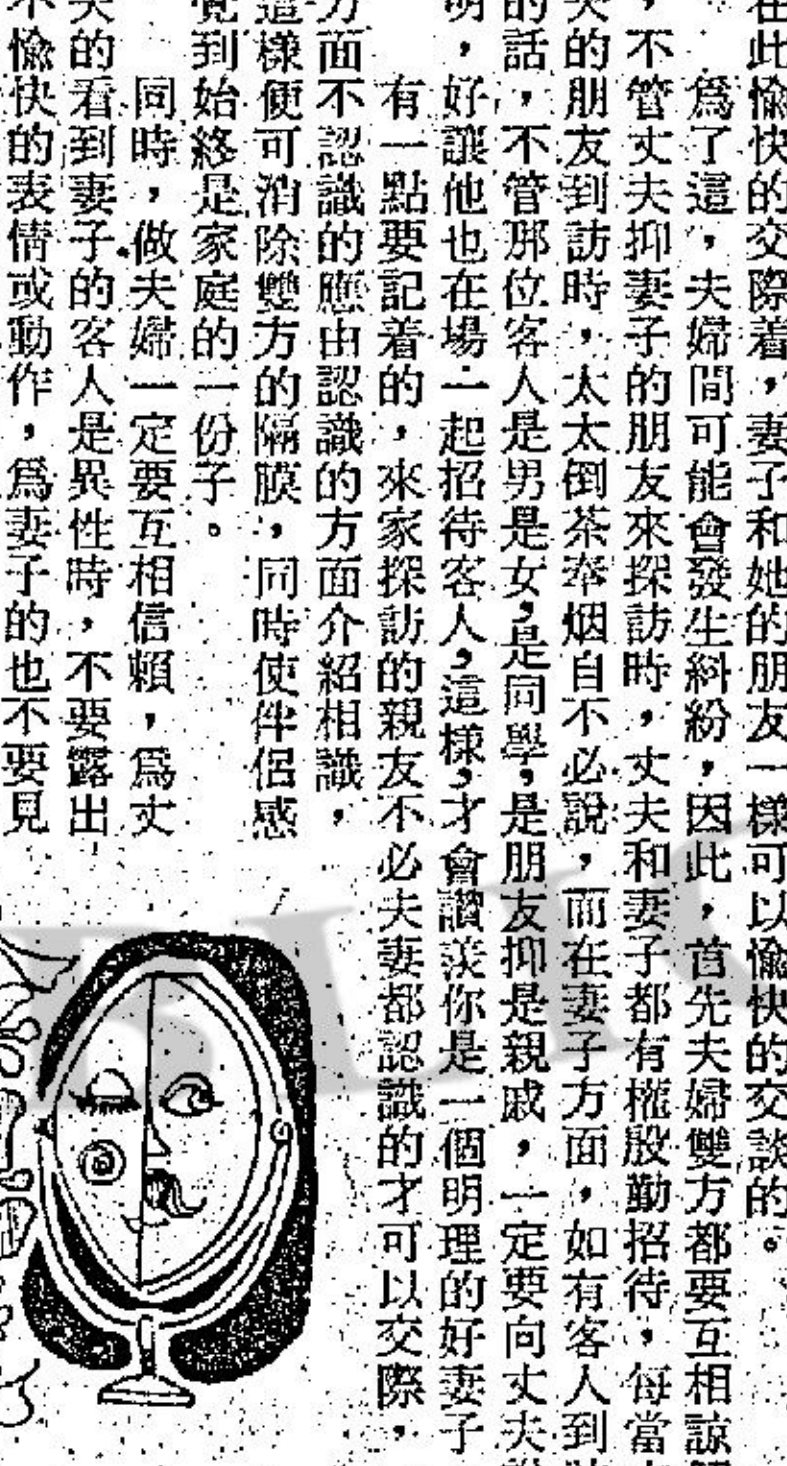 此愉快的交際着，妻子和她的朋友一樣可以愉快的交談的。
爲了這，夫婦間可能會發生糾紛，因此，首先夫婦雙方都要互相諒
，不管丈夫抑妻子的朋友來探訪時，丈夫和妻子都有權殷勤招待，每當
夫的朋友到訪時，太太倒茶奉烟自不必說，而在妻子方面，如有客人到
的話，不管那位客人是男是女，是同學，是朋友抑是親戚，一定要向丈夫
明，好讓他也在場一起招待客人，這樣，才會讚美你是一個明理的好妻子
有一點要記着的，來家探訪的親友不必夫妻都認識的才可以交際，
方面不認識的應由認識的方面介紹相識，
這樣便可消除雙方的隔膜，同時使伴侶感
覺到始終是家庭的一份子。
同時，做夫婦一定要互相信賴，爲丈
夫的看到妻子的客人是異性時，不要露出
不愉快的表情或動作，爲妻子的也不要見